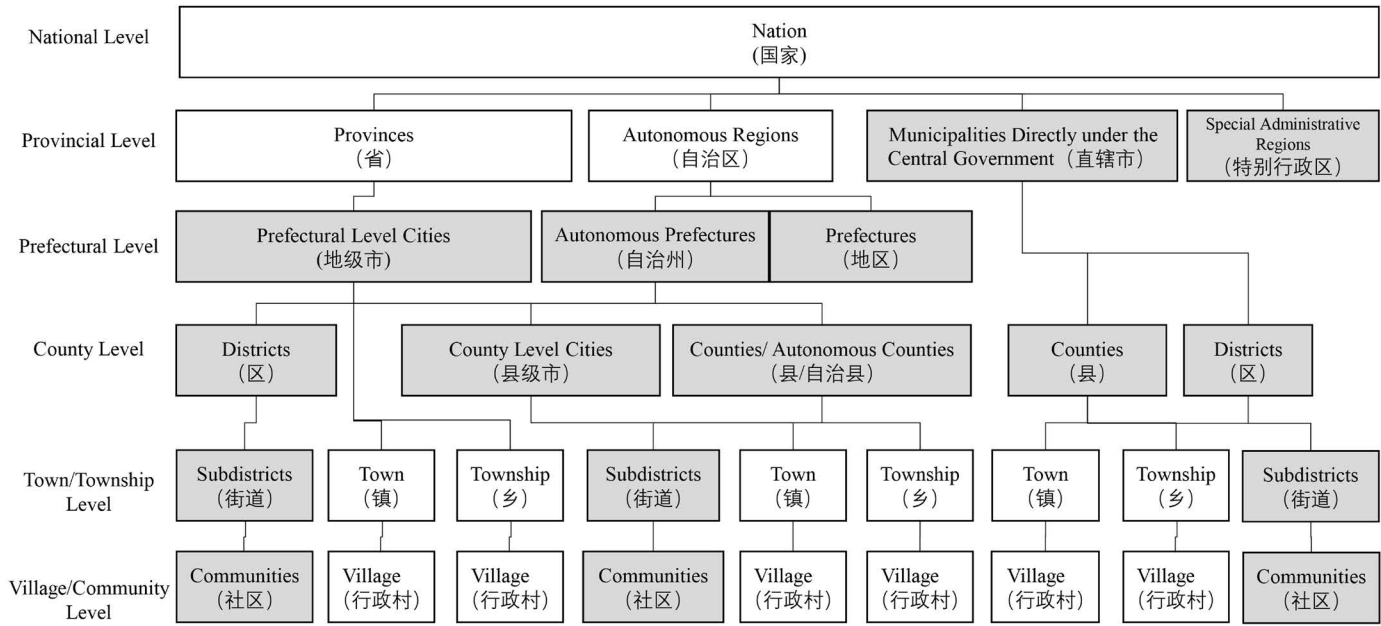 National Level
Nation
(国家)
Provincial Level
Provinces
（省）
Autonomous Regions
（自治区）
Municipalities Directly under the
Central Government（直辖市）
Special Administrative
Regions
（特别行政区）
Prefectural Level
Prefectural Level Cities
(地级市)
Autonomous Prefectures
（自治州）
Prefectures
（地区）
County Level
Districts
（区）
County Level Cities
（县级市）
Counties/ Autonomous Counties
（县/自治县）
Counties
（县）
Districts
（区）
Town/Township
Level
Subdistricts
（街道）
Town
（镇）
Township
（乡）
Subdistricts
（街道）
Town
（镇）
Township
（乡）
Town
（镇）
Township
（乡）
Subdistricts
（街道）
Village/Community
Level
Communities
（社区）
Village
（行政村）
Village
（行政村）
Communities
（社区）
Village
（行政村）
Village
（行政村）
Village
（行政村）
Village
（行政村）
Communities
（社区）